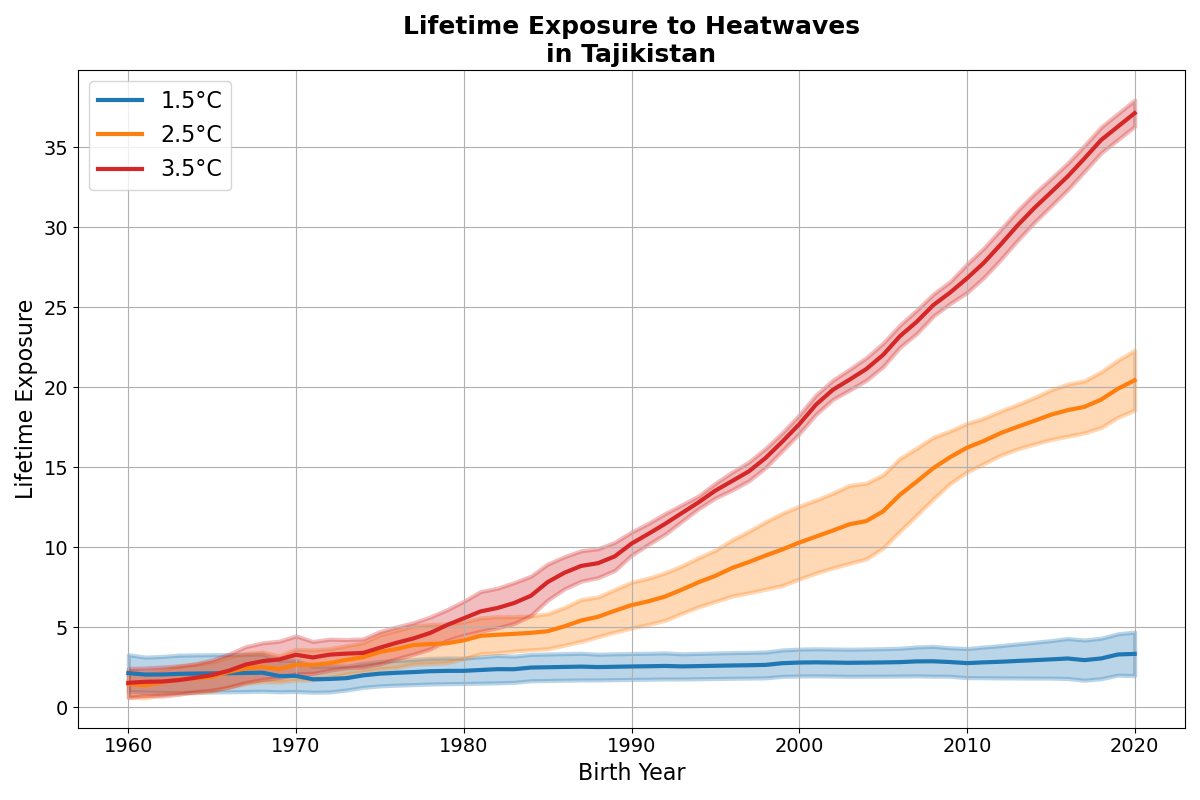 Lifetime Exposure to Heatwaves
in Tajikistan
1.5°C
2.5°C
3.5°C
Lifetime Exposure
35
30
25
20
15
10
5
0
1960 1970 1980 1990 2000 2010 2020
Birth Year